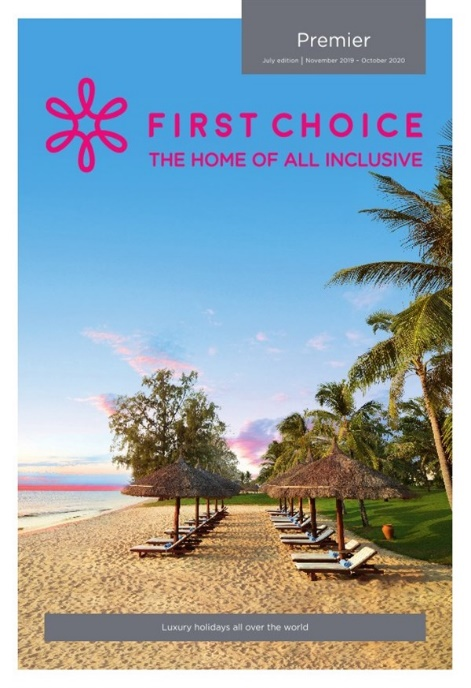 Premier
July edition | November 2019 – October 2020
FIRST CHOICE
THE HOME OF ALL INCLUSIVE
Luxury holidays all over the world